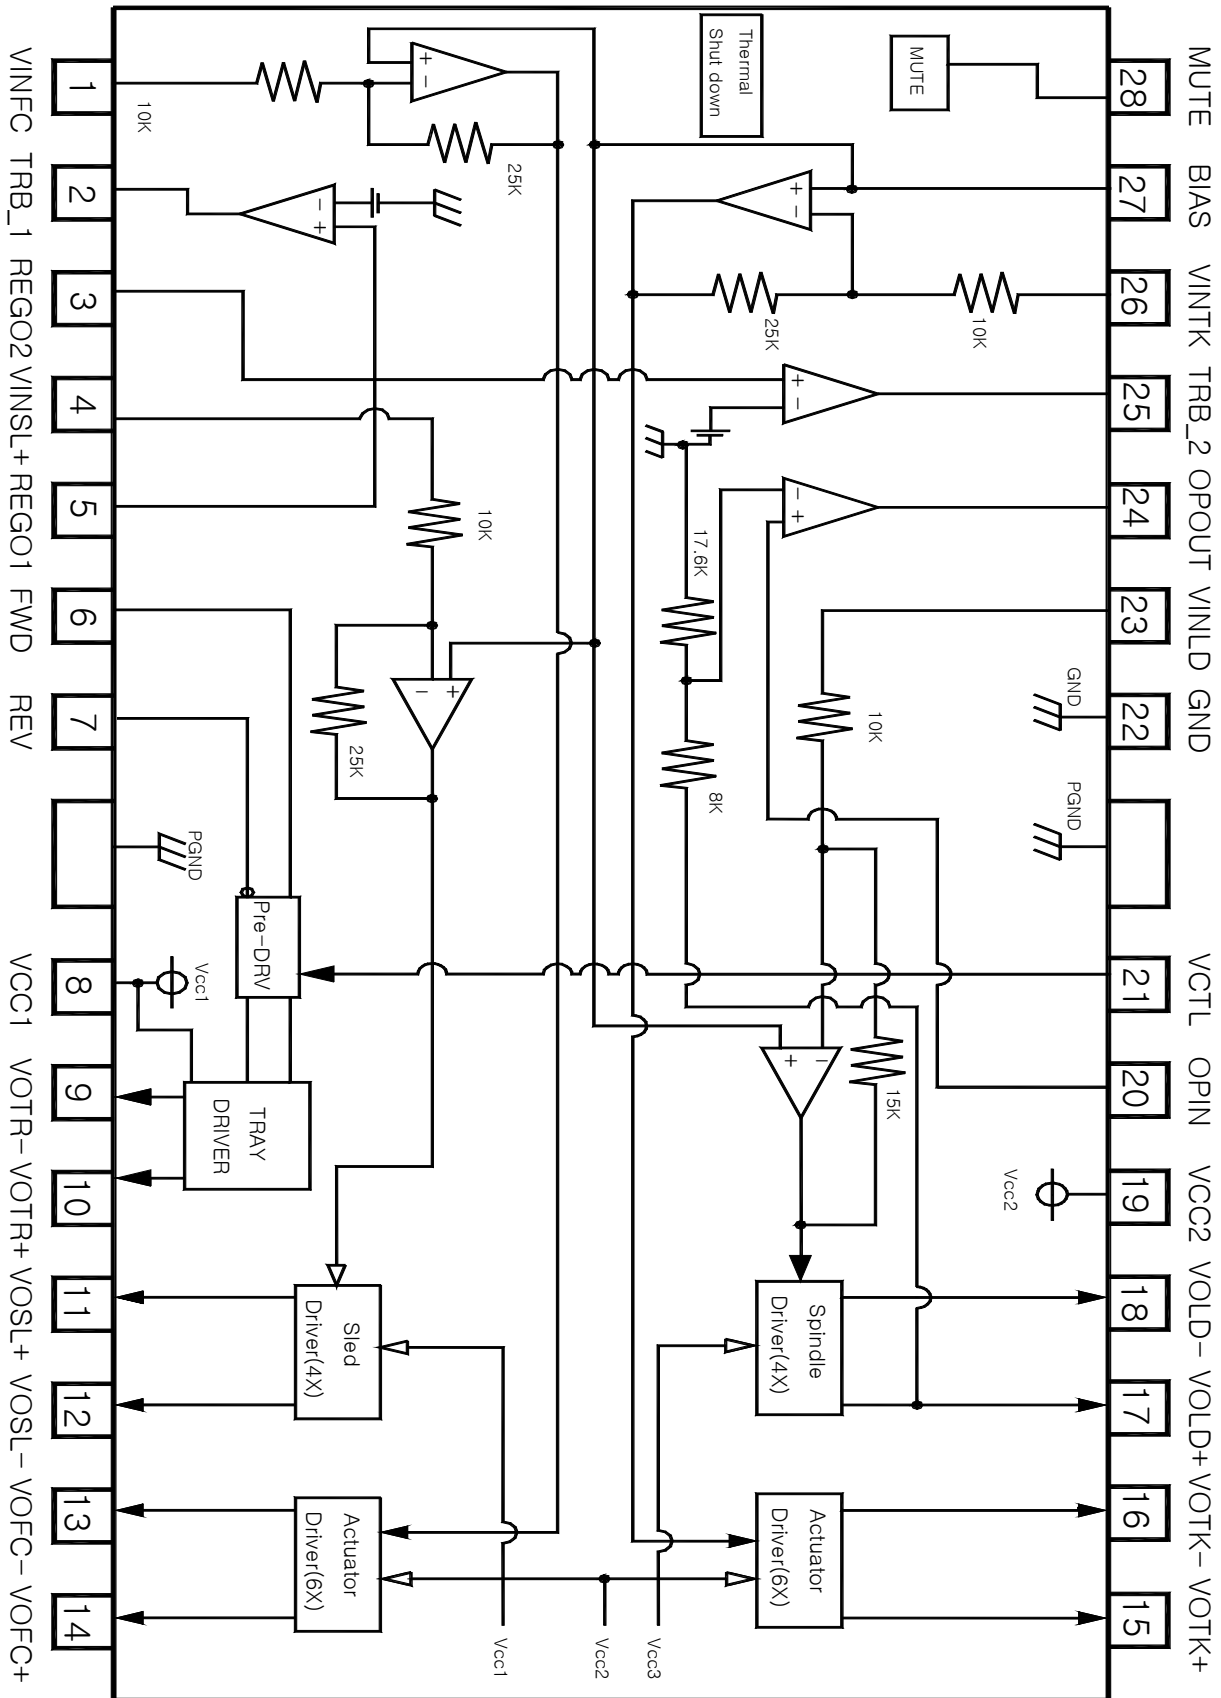 MUTE
BIAS
VINTK
TRB_2
OPOUT
VINLD
GND
VCTL
OPIN
VCC2
VOLD-
VOLD+
VOTK-
VOTK+
28
27
26
25
24
23
22
21
20
19
18
17
16
15
MUTE
Thermal
Shut down
+
-
25K
10K
+
-
-
+
17.6K
8K
10K
GND
PGND
+
-
15K
Vcc2
Spindle
Driver(4X)
Actuator
Driver(6X)
Vcc3
Vcc2
Vcc1
+
-
10K
25K
-
+
10K
-
+
25K
PGND
Pre-DRV
Vcc1
TRAY
DRIVER
Sled
Driver(4X)
Actuator
Driver(6X)
1
2
3
4
5
6
7
8
9
10
11
12
13
14
VINFC
TRB_1
REGO2
VINSL+
REGO1
FWD
REV
VCC1
VOTR-
VOTR+
VOSL+
VOSL-
VOFC-
VOFC+